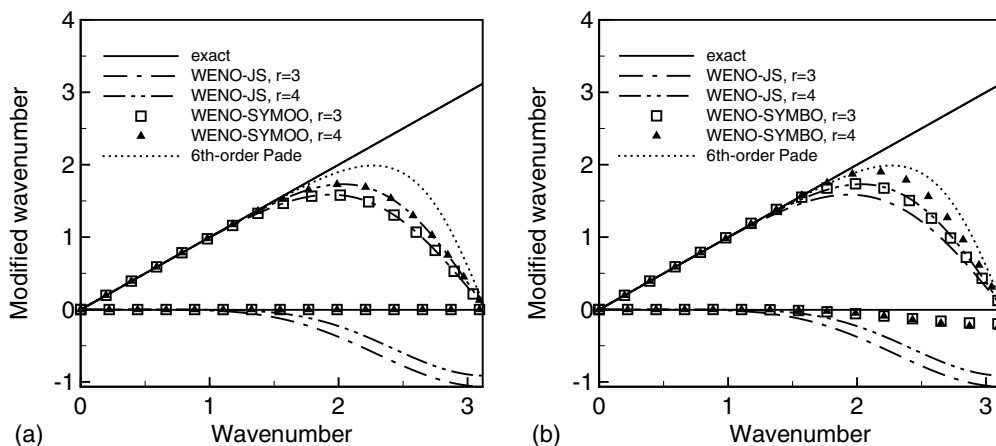 4
3
2
1
0
-1
Modified wavenumber
exact
WENO-JS, r=3
WENO-JS, r=4
WENO-SYMOO, r=3
WENO-SYMOO, r=4
6th-order Pade
0
1
2
3
Wavenumber
(a)
4
3
2
1
0
-1
Modified wavenumber
exact
WENO-JS, r=3
WENO-JS, r=4
WENO-SYMBO, r=3
WENO-SYMBO, r=4
6th-order Pade
0
1
2
3
Wavenumber
(b)